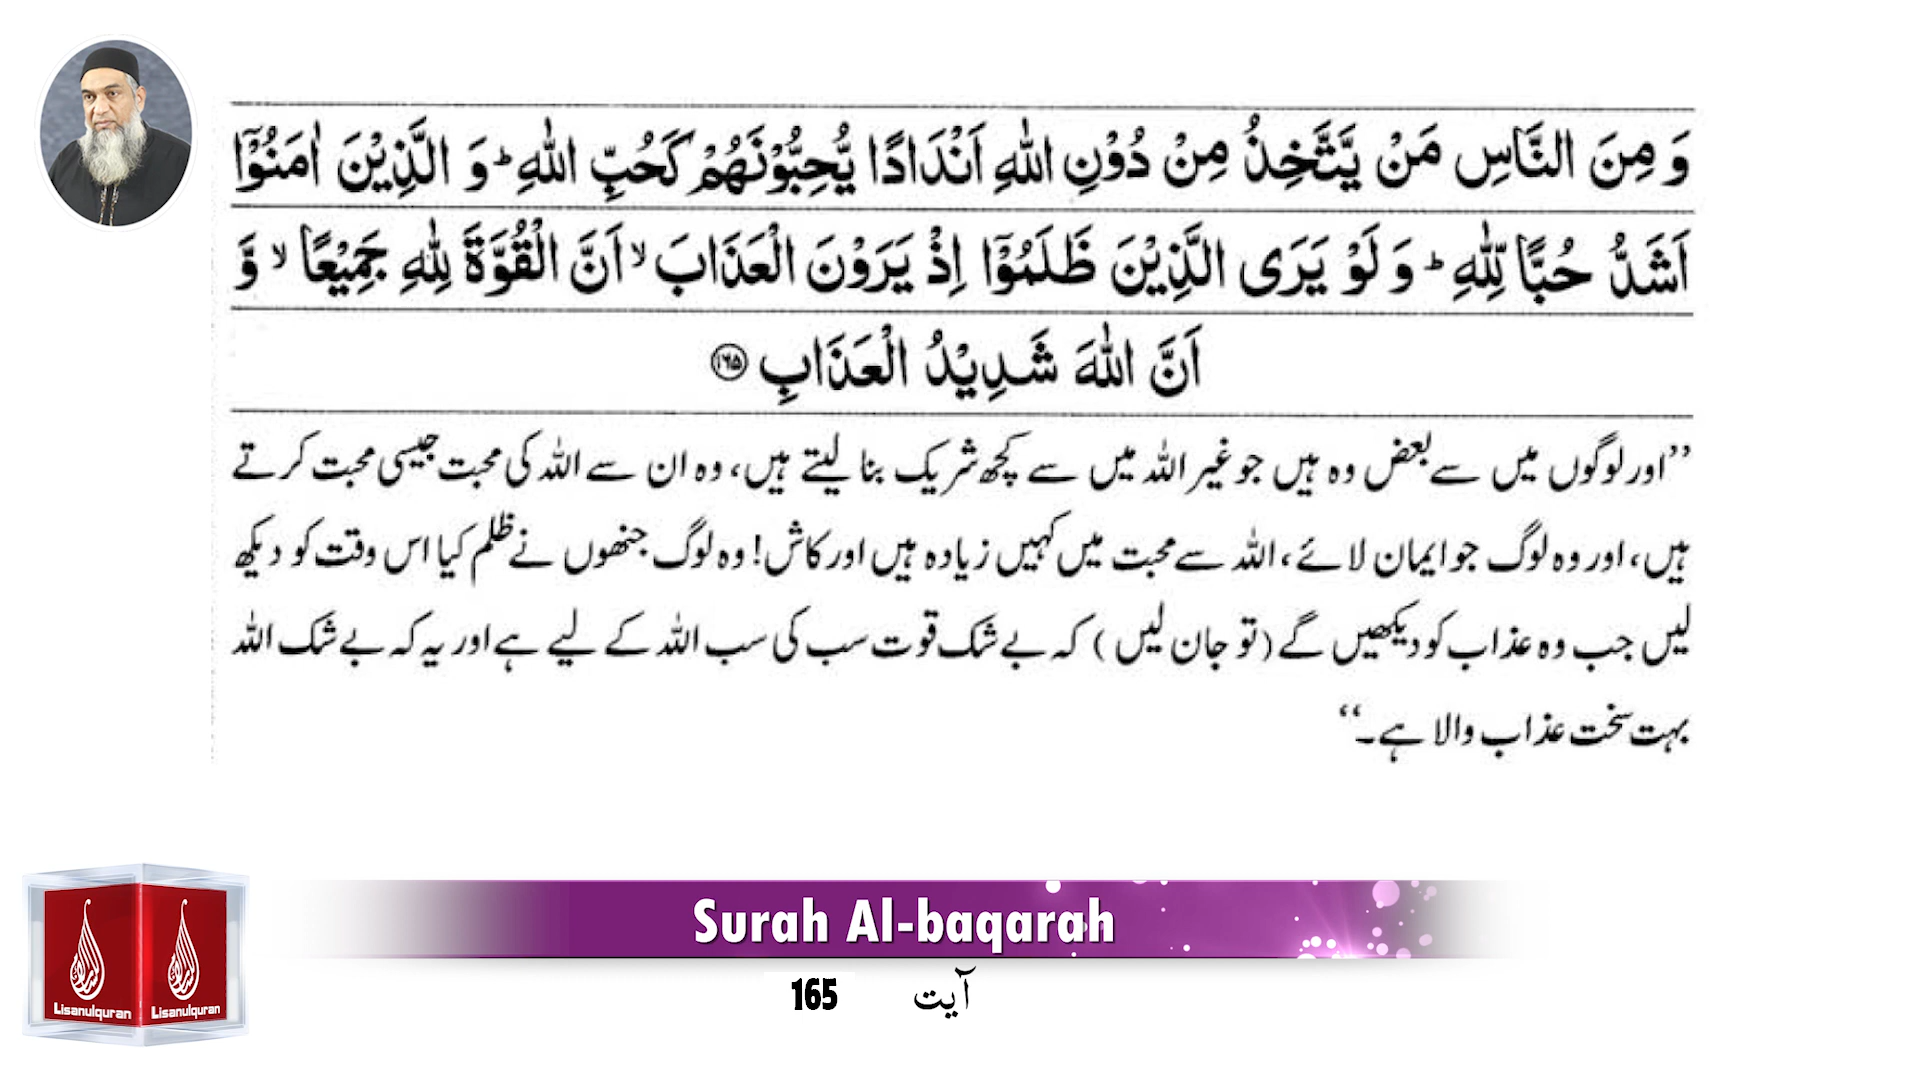 وَ مِنَ النَّاسِ مَنْ يَّتَّخِذُ مِنْ دُوْنِ اللّٰهِ اَنْدَادًا يُّحِبُّوْنَهُمْ كَحُبِّ اللّٰهِ ؕ وَ الَّذِيْنَ اٰمَنُوْۤا
اَشَدُّ حُبًّا لِّلّٰهِ ؕ وَ لَوْ يَرَى الَّذِيْنَ ظَلَمُوْۤا اِذْ يَرَوْنَ الْعَذَابَ ۙ اَنَّ الْقُوَّةَ لِلّٰهِ جَمِيْعًا ۙ وَّ
اَنَّ اللّٰهَ شَدِيْدُ الْعَذَابِ ﴿۱۶۵﴾
’’اور لوگوں میں سے بعض وہ ہیں جو غیر اللہ میں سے کچھ شریک بنا لیتے ہیں، وہ ان سے اللہ کی محبت جیسی محبت کرتے
ہیں، اور وہ لوگ جو ایمان لائے، اللہ سے محبت میں کہیں زیادہ ہیں اور کاش! وہ لوگ جنھوں نے ظلم کیا اس وقت کو دیکھ
لیں جب وہ عذاب کو دیکھیں گے (تو جان لیں) کہ بے شک قوت سب کی سب اللہ کے لیے ہے اور یہ کہ بے شک اللہ
بہت سخت عذاب والا ہے۔‘‘
Surah Al-baqarah
آیت 165
Lisanulquran Lisanulquran